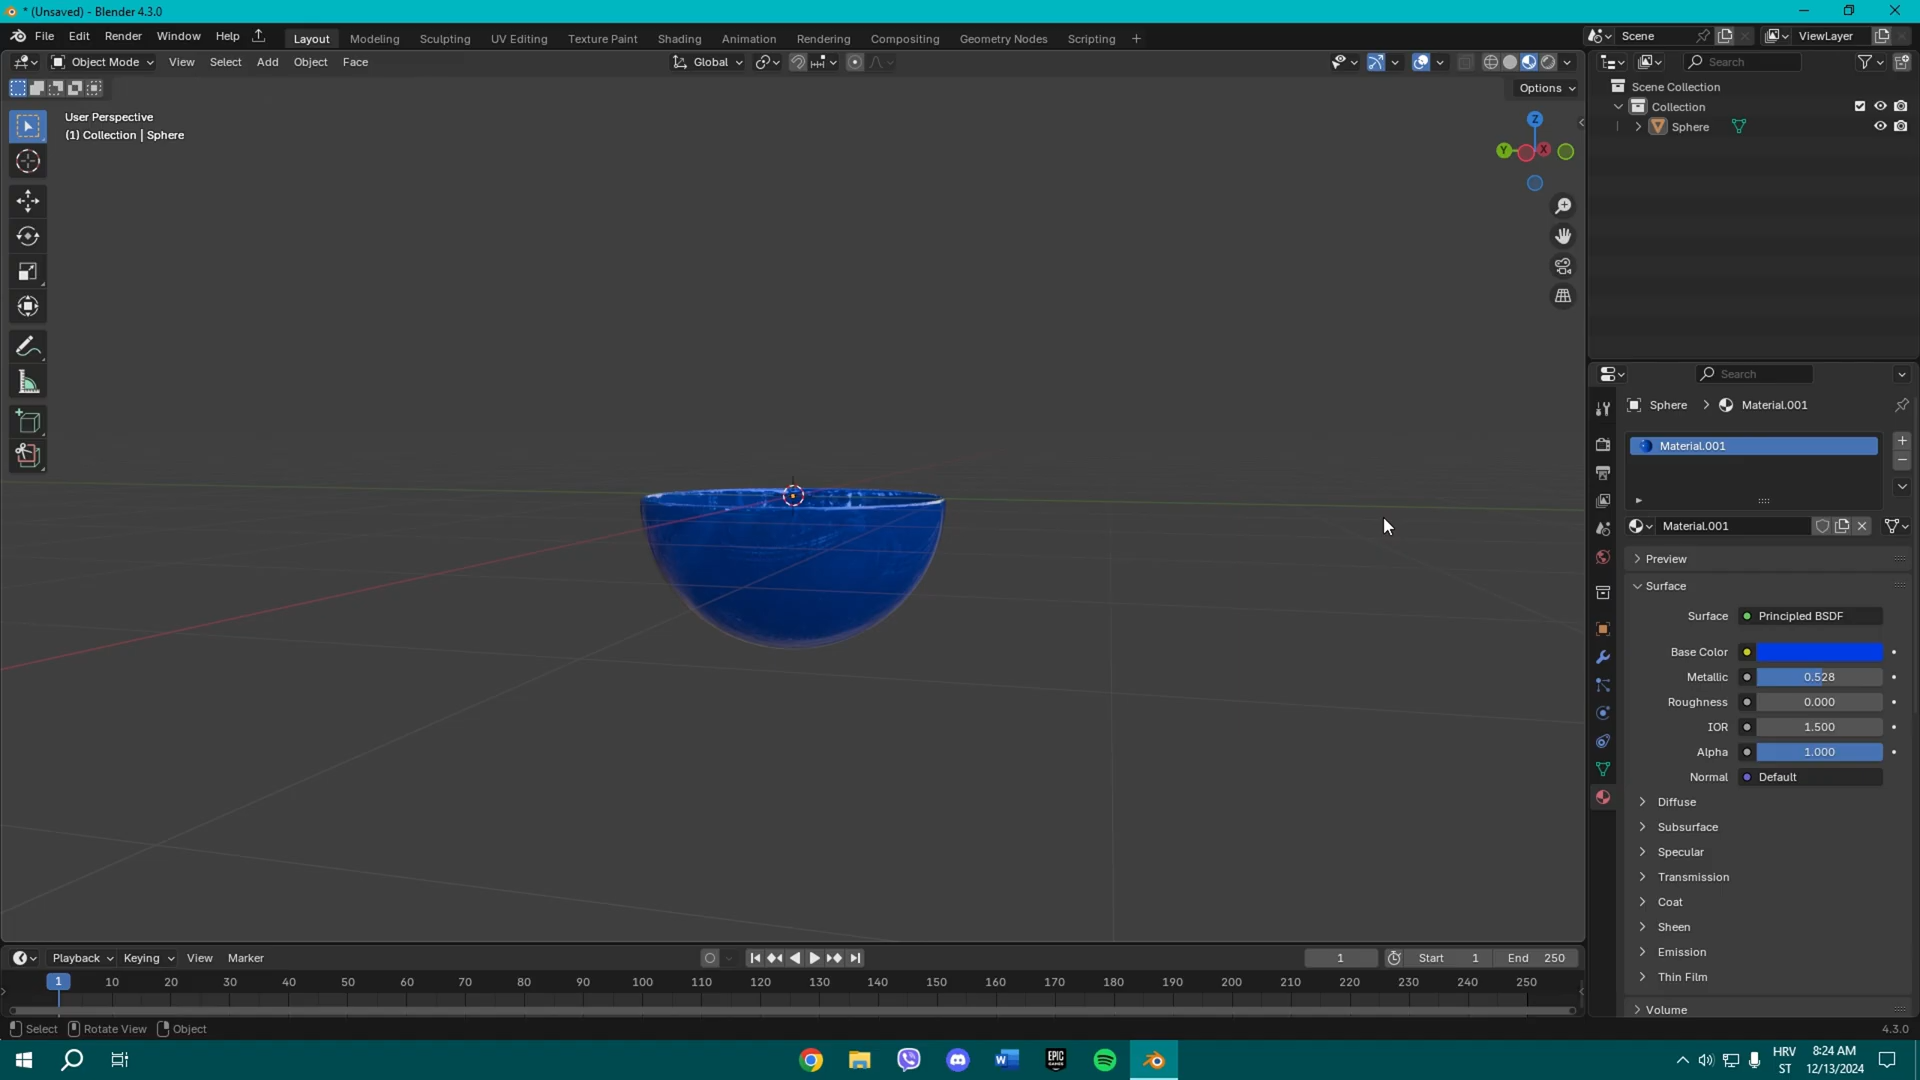 * (Unsaved) - Blender 4.3.0
File Edit Render Window Help Layout Modeling Sculpting UV Editing Texture Paint Shading Animation Rendering Compositing Geometry Nodes Scripting + Scene ViewLayer
Object Mode View Select Add Object Face Global Search
Options
User Perspective
(1) Collection | Sphere
Z
Y X
Scene Collection
Collection
Sphere
Search
Sphere > Material.001
Material.001
Material.001
Preview
Surface
Surface Principled BSDF
Base Color
Metallic 0.528
Roughness 0.000
IOR 1.500
Alpha 1.000
Normal Default
Diffuse
Subsurface
Specular
Transmission
Coat
Sheen
Emission
Thin Film
Volume
Playback Keying View Marker 1 Start 1 End 250
1 10 20 30 40 50 60 70 80 90 100 110 120 130 140 150 160 170 180 190 200 210 220 230 240 250
Select Rotate View Object 4.3.0
EPIC GAMES
HRV 8:24 AM
ST 12/13/2024